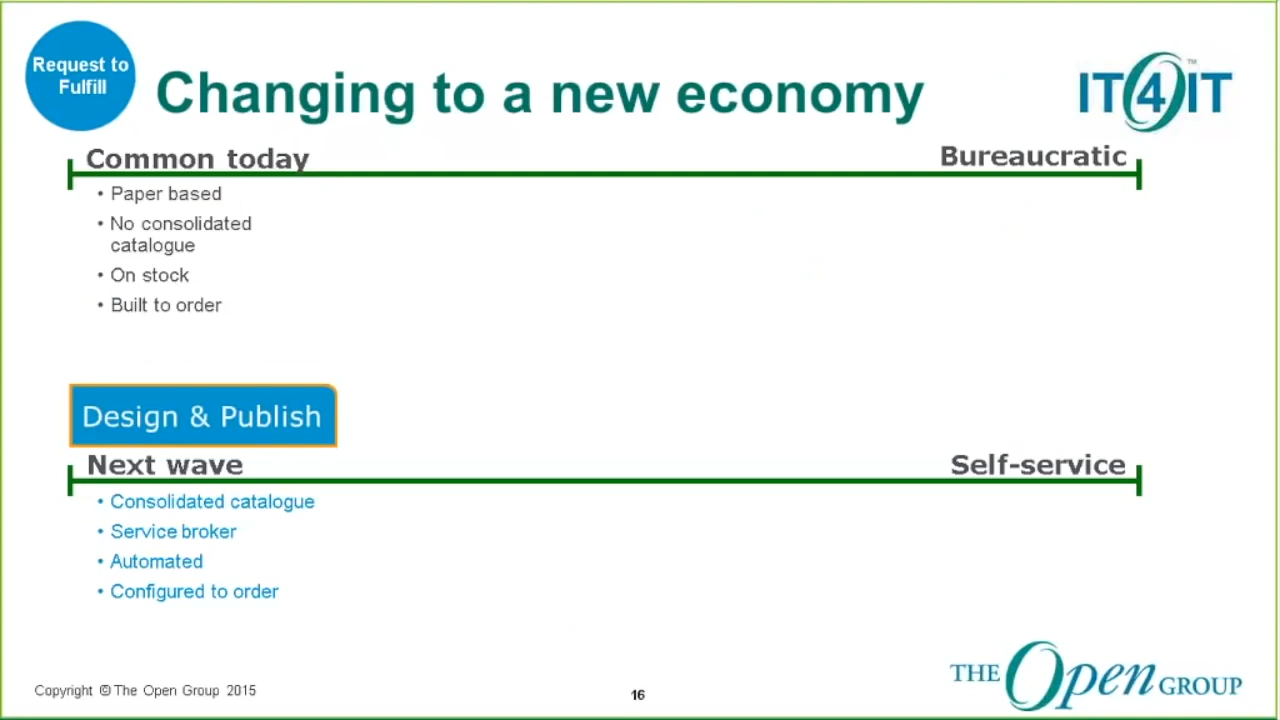 Request to
Fulfill
Changing to a new economy
IT4IT™
Common today
Bureaucratic
• Paper based
• No consolidated
catalogue
• On stock
• Built to order
Design & Publish
Next wave
Self-service
• Consolidated catalogue
• Service broker
• Automated
• Configured to order
Copyright © The Open Group 2015
16
THE Open GROUP